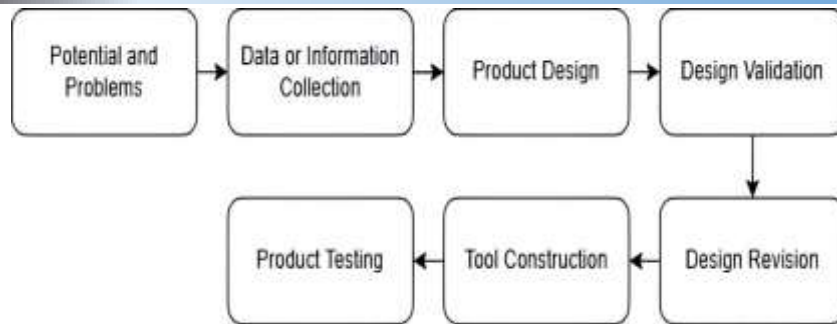 Potential and
Problems
Data or Information
Collection
Product Design
Design Validation
Design Revision
Tool Construction
Product Testing